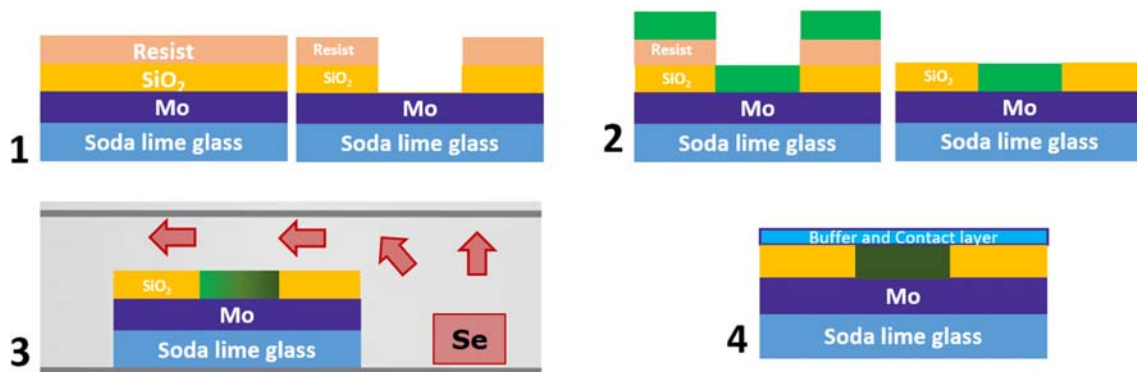 Resist
SiO₂
Mo
Soda lime glass
Resist
SiO₂
Mo
Soda lime glass
1
Resist
SiO₂
Mo
Soda lime glass
SiO₂
Mo
Soda lime glass
2
SiO₂
Mo
Soda lime glass
Se
3
Buffer and Contact layer
Mo
Soda lime glass
4